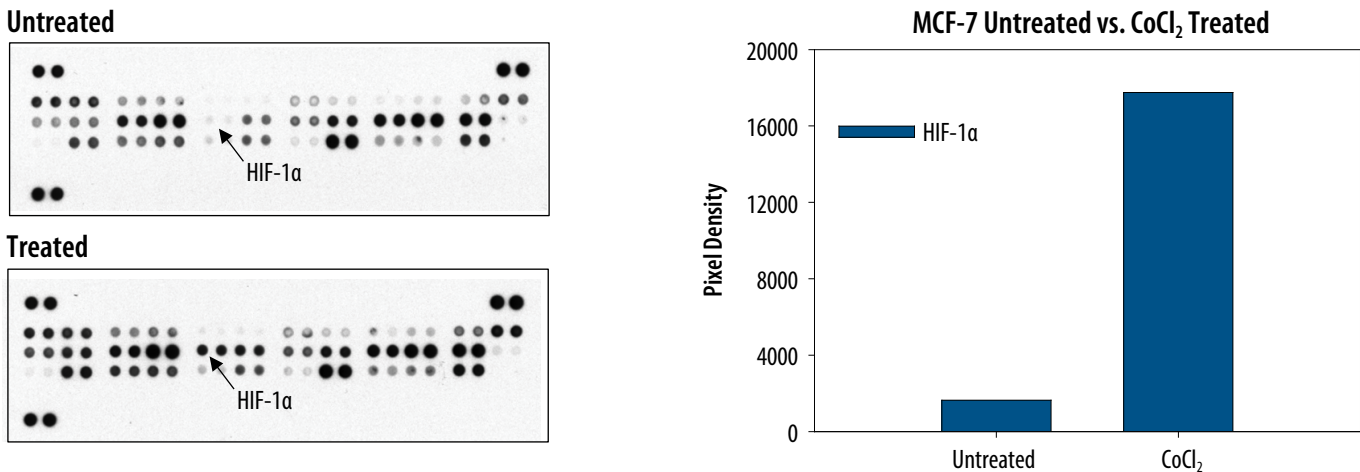 Untreated
HIF-1α
Treated
HIF-1α
MCF-7 Untreated vs. CoCl₂ Treated
20000
16000
12000
8000
4000
0
Pixel Density
HIF-1α
Untreated
CoCl₂